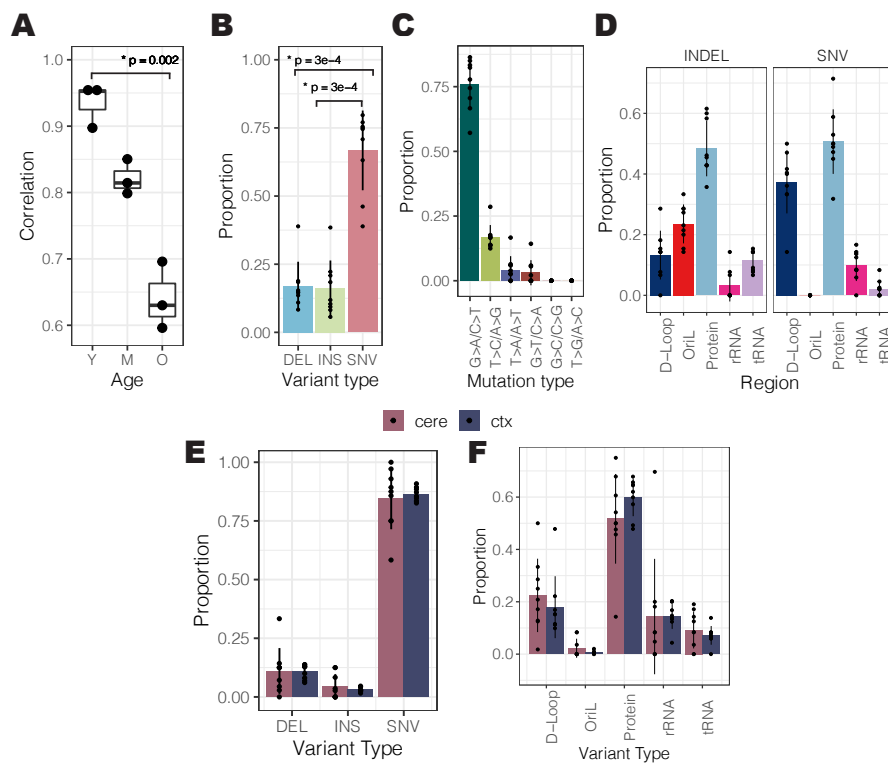 A
Correlation
1.0
0.9
0.8
0.7
0.6
* p = 0.002
Y M O
Age
B
Proportion
1.00
0.75
0.50
0.25
0.00
* p = 3e-4
* p = 3e-4
DEL INS SNV
Variant type
C
Proportion
0.75
0.50
0.25
0.00
G>A/C>T
T>C/A>G
T>A/A>T
G>T/C>A
G>C/C>G
T>G/A>C
Mutation type
D
INDEL SNV
Proportion
0.6
0.4
0.2
0.0
D-Loop
OriL
Protein
rRNA
tRNA
D-Loop
OriL
Protein
rRNA
tRNA
Region
cere ctx
E
Proportion
1.00
0.75
0.50
0.25
0.00
DEL INS SNV
Variant Type
F
Proportion
0.6
0.4
0.2
0.0
D-Loop
OriL
Protein
rRNA
tRNA
Variant Type